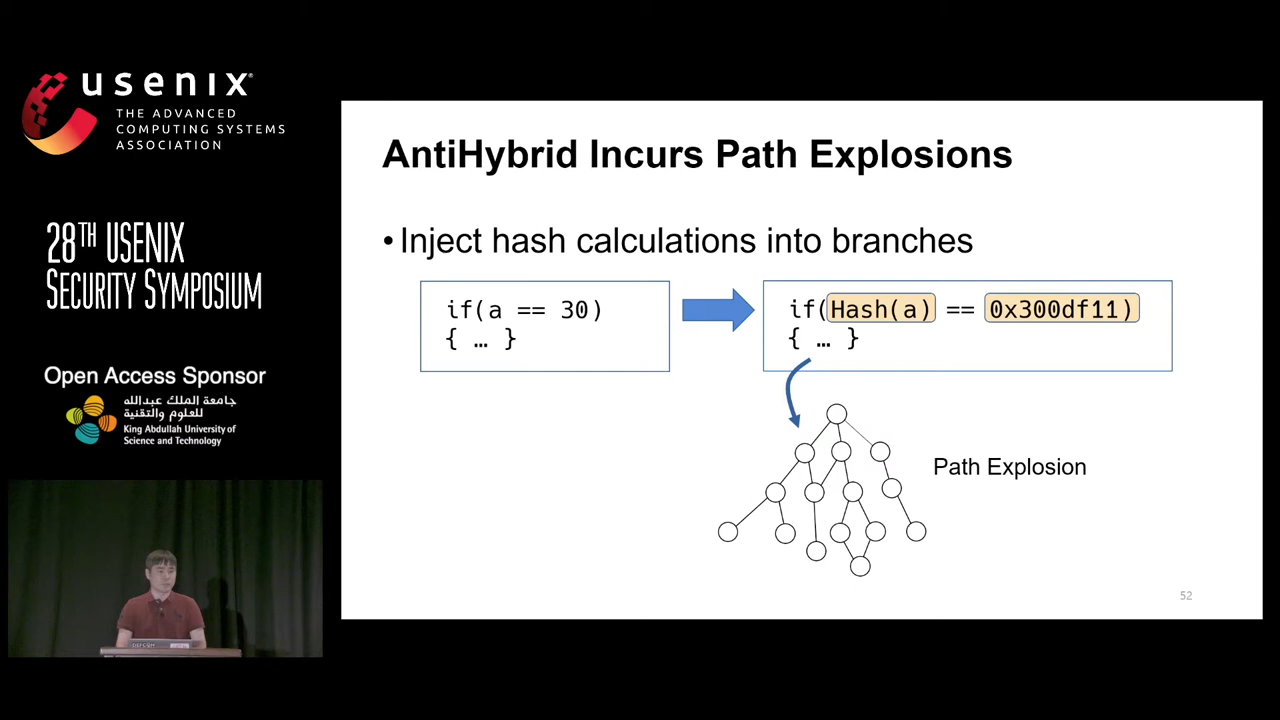 usenix
THE ADVANCED
COMPUTING SYSTEMS
ASSOCIATION
28TH USENIX
SECURITY SYMPOSIUM
Open Access Sponsor
جامعة الملك عبدالله
للعلوم والتقنية
King Abdullah University of
Science and Technology
AntiHybrid Incurs Path Explosions
• Inject hash calculations into branches
if(a == 30)
{ … }
if(Hash(a) == 0x300df11)
{ … }
Path Explosion
52